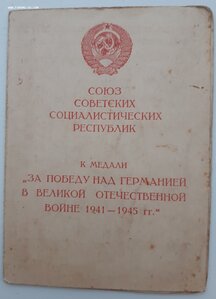 СОЮЗ
СОВЕТСКИХ
СОЦИАЛИСТИЧЕСКИХ
РЕСПУБЛИК
К МЕДАЛИ
„ЗА ПОБЕДУ НАД ГЕРМАНИЕЙ
В ВЕЛИКОЙ ОТЕЧЕСТВЕННОЙ
ВОЙНЕ 1941—1945 гг.“